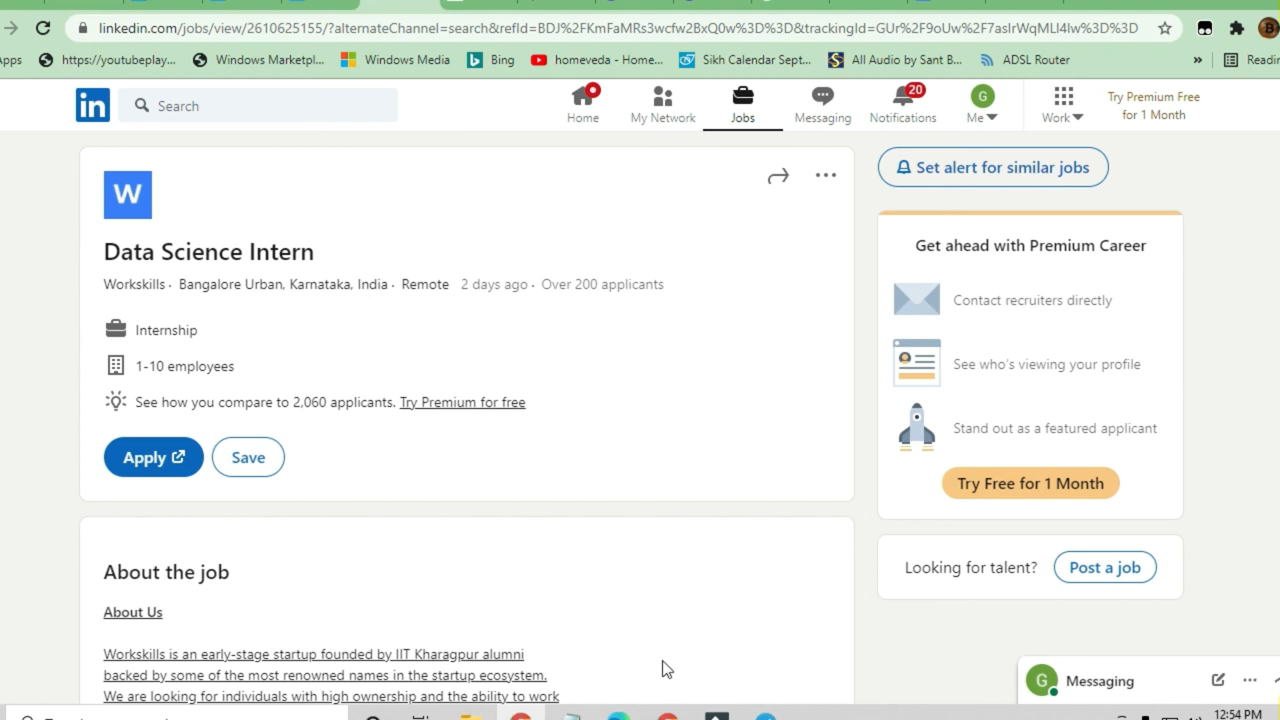 linkedin.com/jobs/view/2610625155/?alternateChannel=search&refId=BDJ%2FKmFaMRs3wcfw2BxQ0w%3D%3D&trackingId=GUr%2F9oUw%2F7aslrWqMLl4lw%3D%3D
Apps https://youtubeplay... Windows Marketpl... Windows Media Bing homeveda - Home... Sikh Calendar Sept... All Audio by Sant B... ADSL Router »
in Search
Home My Network Jobs Messaging 20 Notifications G Me Work Try Premium Free
for 1 Month
W
Data Science Intern
Workskills · Bangalore Urban, Karnataka, India · Remote 2 days ago · Over 200 applicants
Internship
1-10 employees
See how you compare to 2,060 applicants. Try Premium for free
Apply Save
About the job
About Us
Workskills is an early-stage startup founded by IIT Kharagpur alumni
backed by some of the most renowned names in the startup ecosystem.
We are looking for individuals with high ownership and the ability to work
Set alert for similar jobs
Get ahead with Premium Career
Contact recruiters directly
See who's viewing your profile
Stand out as a featured applicant
Try Free for 1 Month
Looking for talent? Post a job
G Messaging
12:54 PM